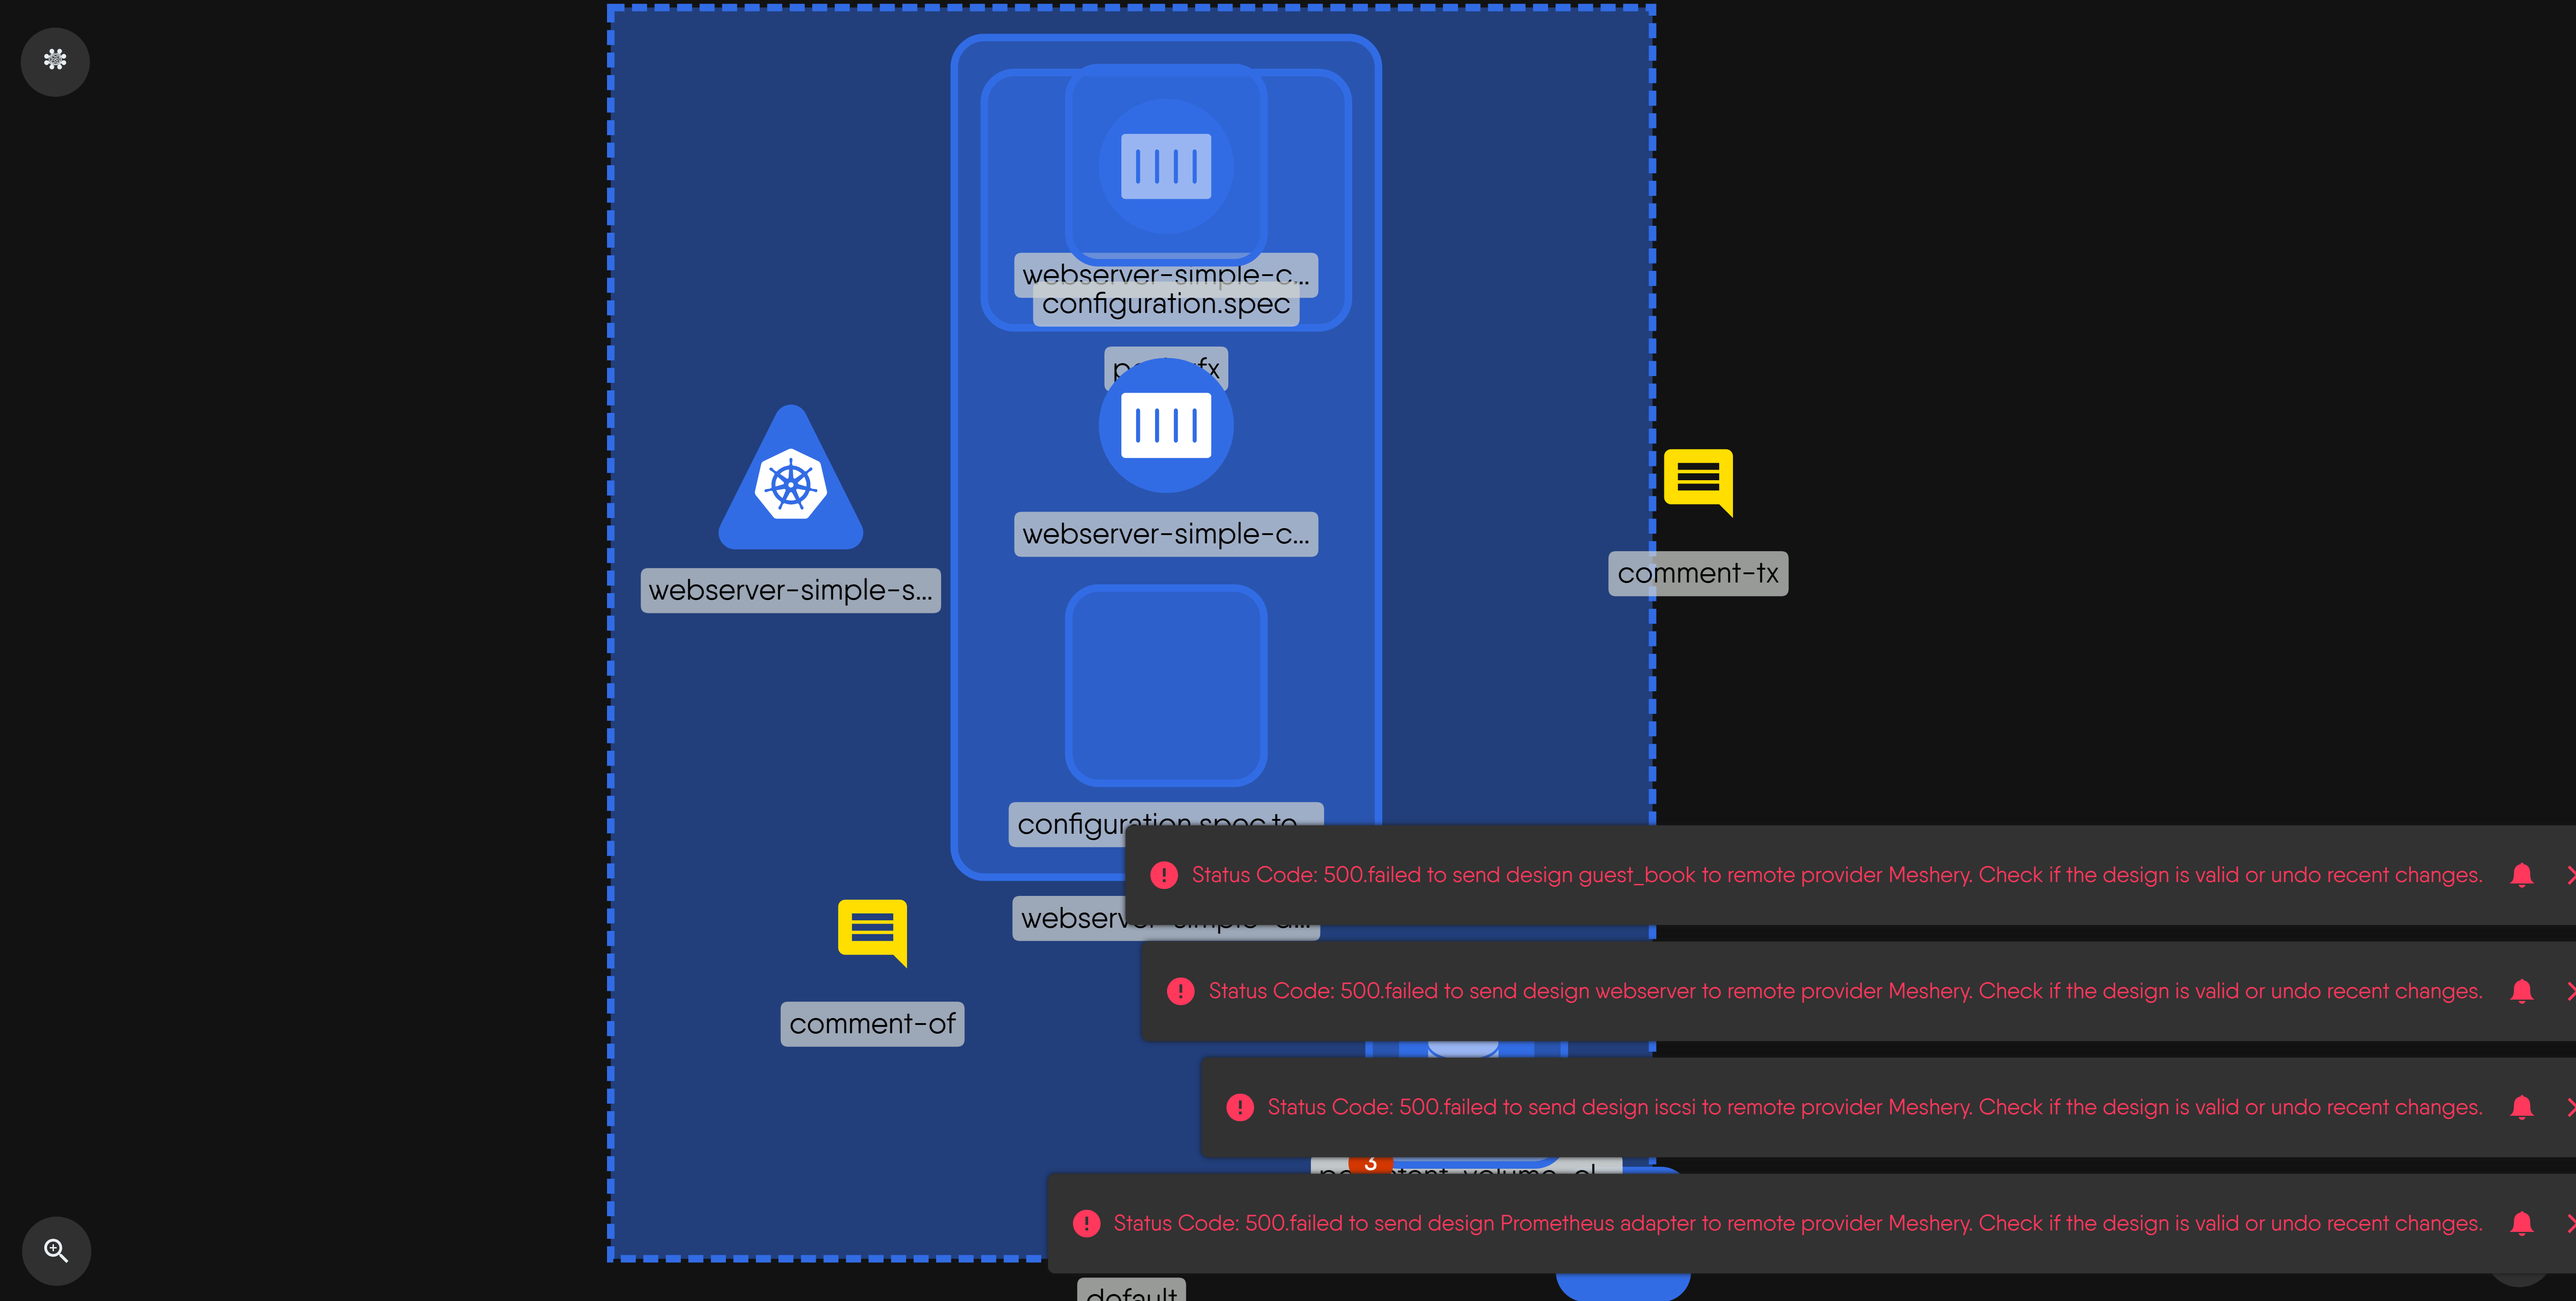 webserver-simple-c...
configuration.spec
webserver-simple-c...
webserver-simple-s...
comment-tx
configuration.spec.te...
Status Code: 500.failed to send design guest_book to remote provider Meshery. Check if the design is valid or undo recent changes.
comment-of
Status Code: 500.failed to send design webserver to remote provider Meshery. Check if the design is valid or undo recent changes.
Status Code: 500.failed to send design iscsi to remote provider Meshery. Check if the design is valid or undo recent changes.
3
Status Code: 500.failed to send design Prometheus adapter to remote provider Meshery. Check if the design is valid or undo recent changes.
default